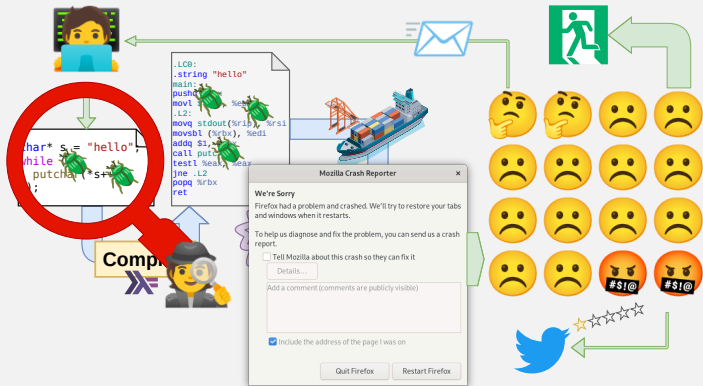 .LC0:
.string "hello"
main:
movl
.L2:
movq stdout(%rip), %rsi
movsbl (%rbx), %edi
addq $1,
call
testl %eax, %eax
jne .L2
popq %rbx
ret
char* s = "hello";
while
putchar(*s++
);
Mozilla Crash Reporter
We're Sorry
Firefox had a problem and crashed. We'll try to restore your tabs
and windows when it restarts.
To help us diagnose and fix the problem, you can send us a crash
report.
Tell Mozilla about this crash so they can fix it
Details...
Add a comment (comments are publicly visible)
Include the address of the page I was on
Quit Firefox Restart Firefox
#$!@ #$!@